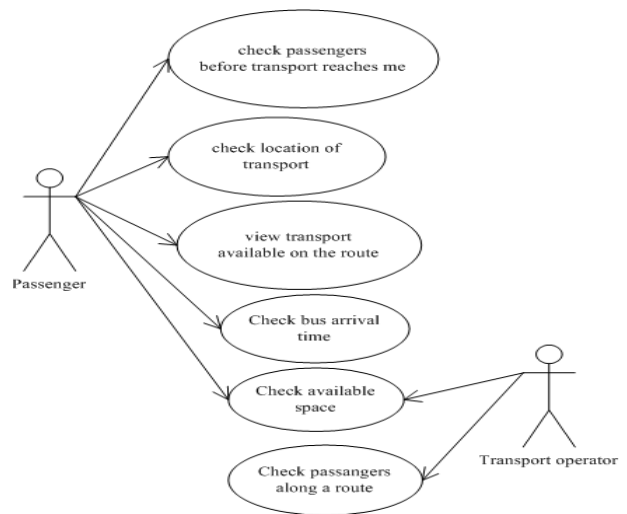 check passengers
before transport reaches me
check location of
transport
view transport
available on the route
Passenger
Check bus arrival
time
Check available
space
Transport operator
Check passangers
along a route